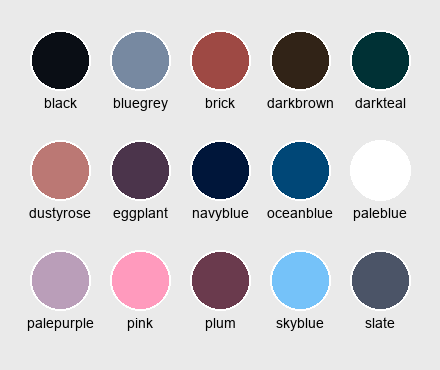 black bluegrey brick darkbrown darkteal
dustyrose eggplant navyblue oceanblue paleblue
palepurple pink plum skyblue slate